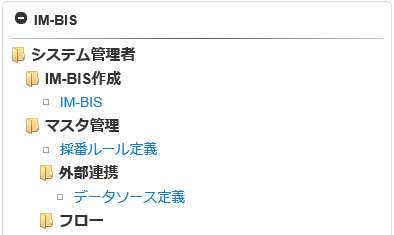 IM-BIS
システム管理者
IM-BIS作成
IM-BIS
マスタ管理
採番ルール定義
外部連携
データソース定義
フロー